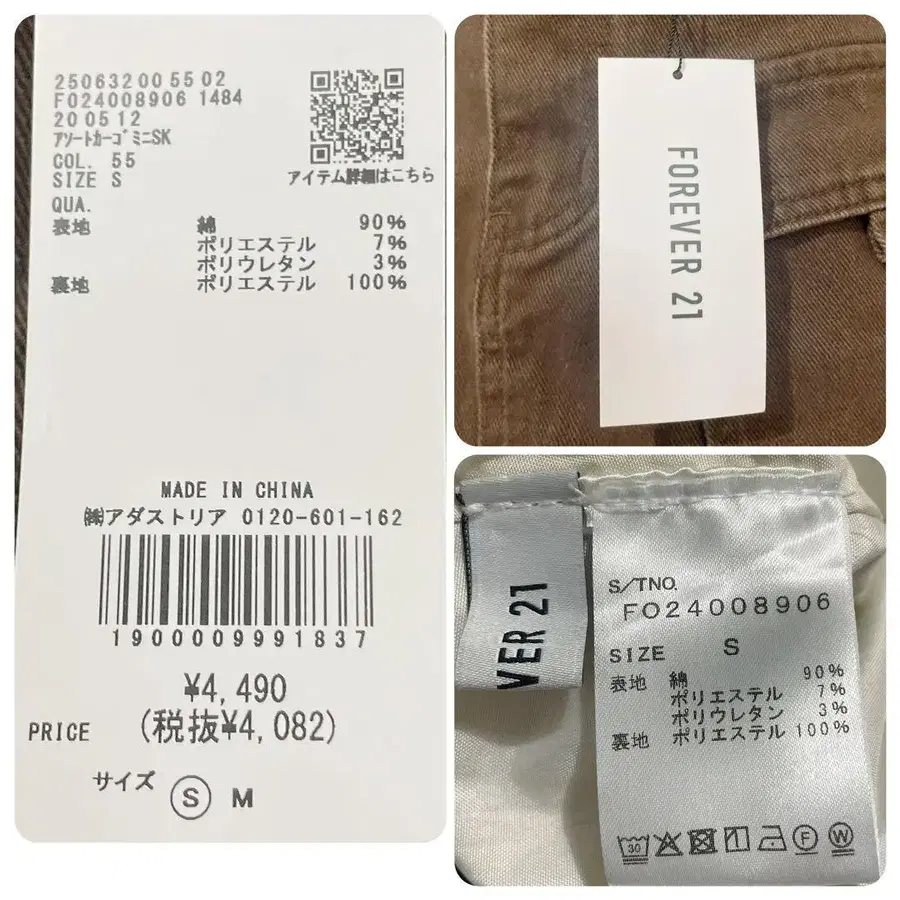 25063200 55 02
F024008906 1484
20 05 12
ｱｿｰﾄｶｰｺﾞﾐﾆSK
COL. 55
SIZE S
QUA.
アイテム詳細はこちら
表地 綿 90%
ポリエステル 7%
ポリウレタン 3%
裏地 ポリエステル 100%
MADE IN CHINA
㈱アダストリア 0120-601-162
1900009991837
¥4,490
PRICE (税抜¥4,082)
サイズ S M
FOREVER 21
VER 21
S/TNO.
FO24008906
SIZE S
表地 綿 90%
ポリエステル 7%
ポリウレタン 3%
裏地 ポリエステル 100%
30 F W